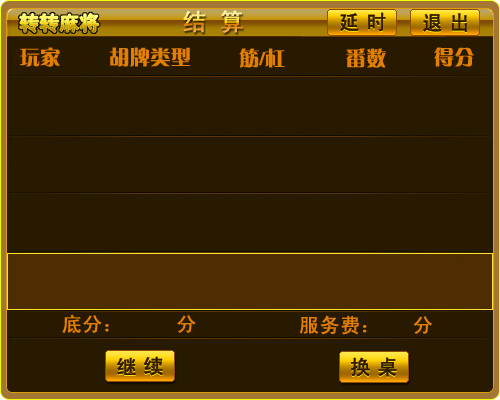 转转麻将 结算 延时 退出
玩家 胡牌类型 筋/杠 番数 得分
底分： 分 服务费： 分
继续 换桌